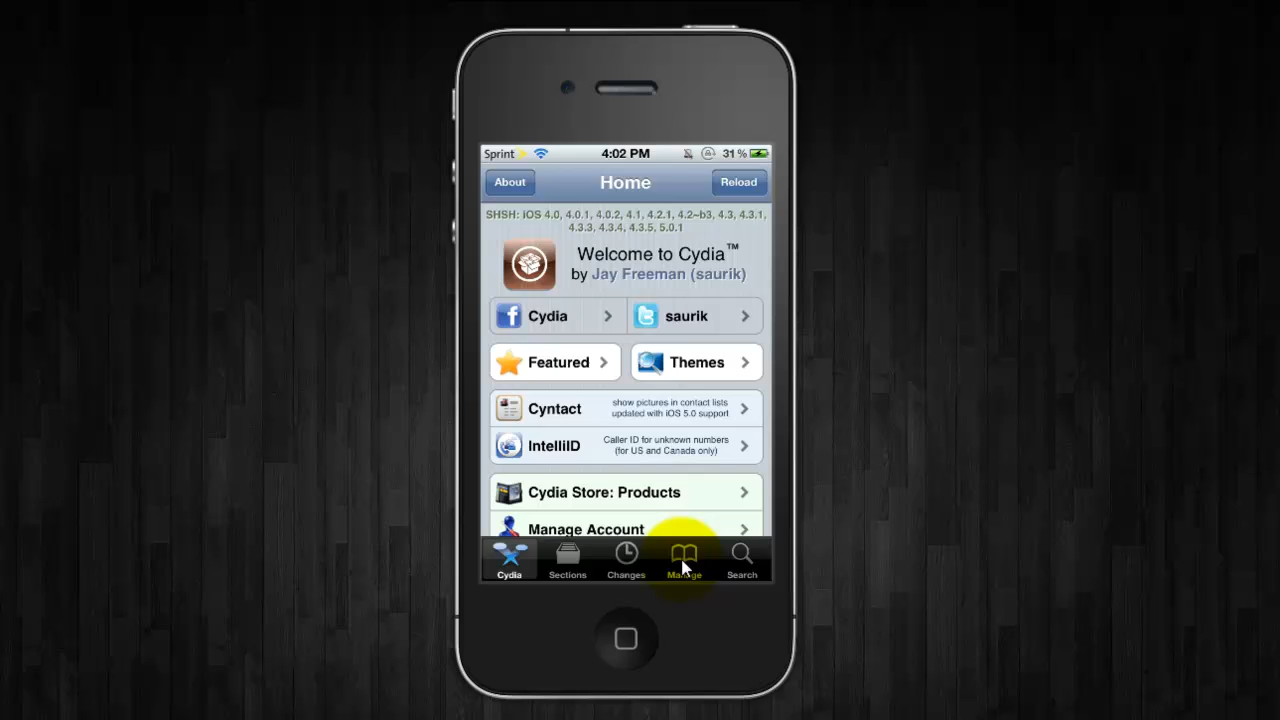 Sprint 4:02 PM 31%
About Home Reload
SHSH: iOS 4.0, 4.0.1, 4.0.2, 4.1, 4.2.1, 4.2~b3, 4.3, 4.3.1,
4.3.3, 4.3.4, 4.3.5, 5.0.1
Welcome to Cydia™
by Jay Freeman (saurik)
Cydia saurik
Featured Themes
Cyntact show pictures in contact lists
updated with iOS 5.0 support
IntelliID Caller ID for unknown numbers
(for US and Canada only)
Cydia Store: Products
Manage Account
Cydia Sections Changes Manage Search